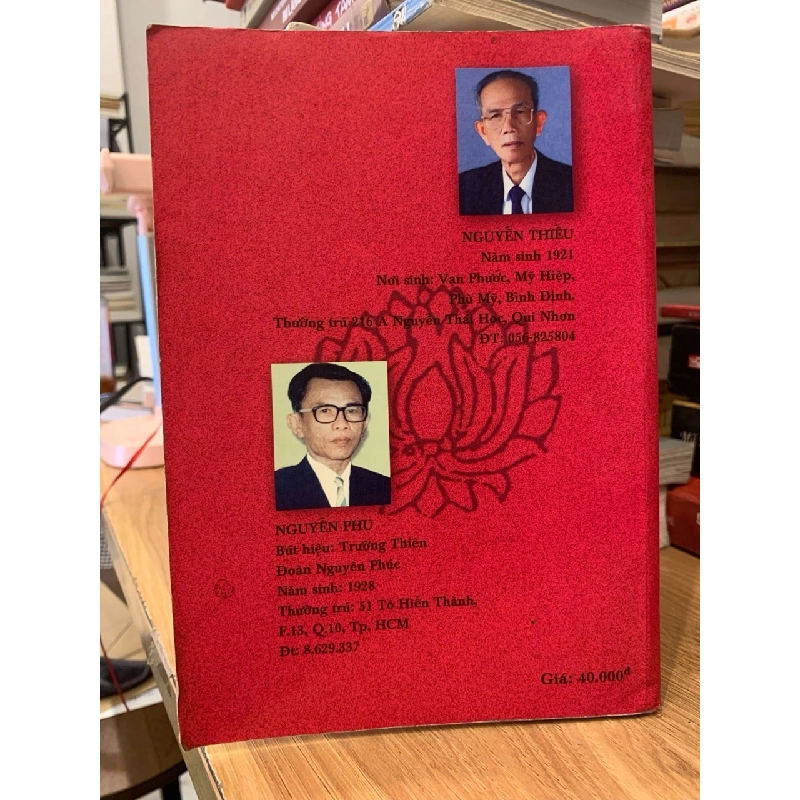 NGUYỄN THIỀU
Năm sinh 1921
Nơi sinh: Vạn Phước, Mỹ Hiệp,
Phù Mỹ, Bình Định.
Thường trú 216 A Nguyễn Thái Học, Qui Nhơn
ĐT: 056-825804
NGUYỄN PHU
Bút hiệu: Trường Thiên
Đoàn Nguyên Phúc
Năm sinh: 1928
Thường trú: 51 Tô Hiến Thành,
F.13, Q.10, Tp. HCM
Đt: 8.629.337
Giá: 40.000đ